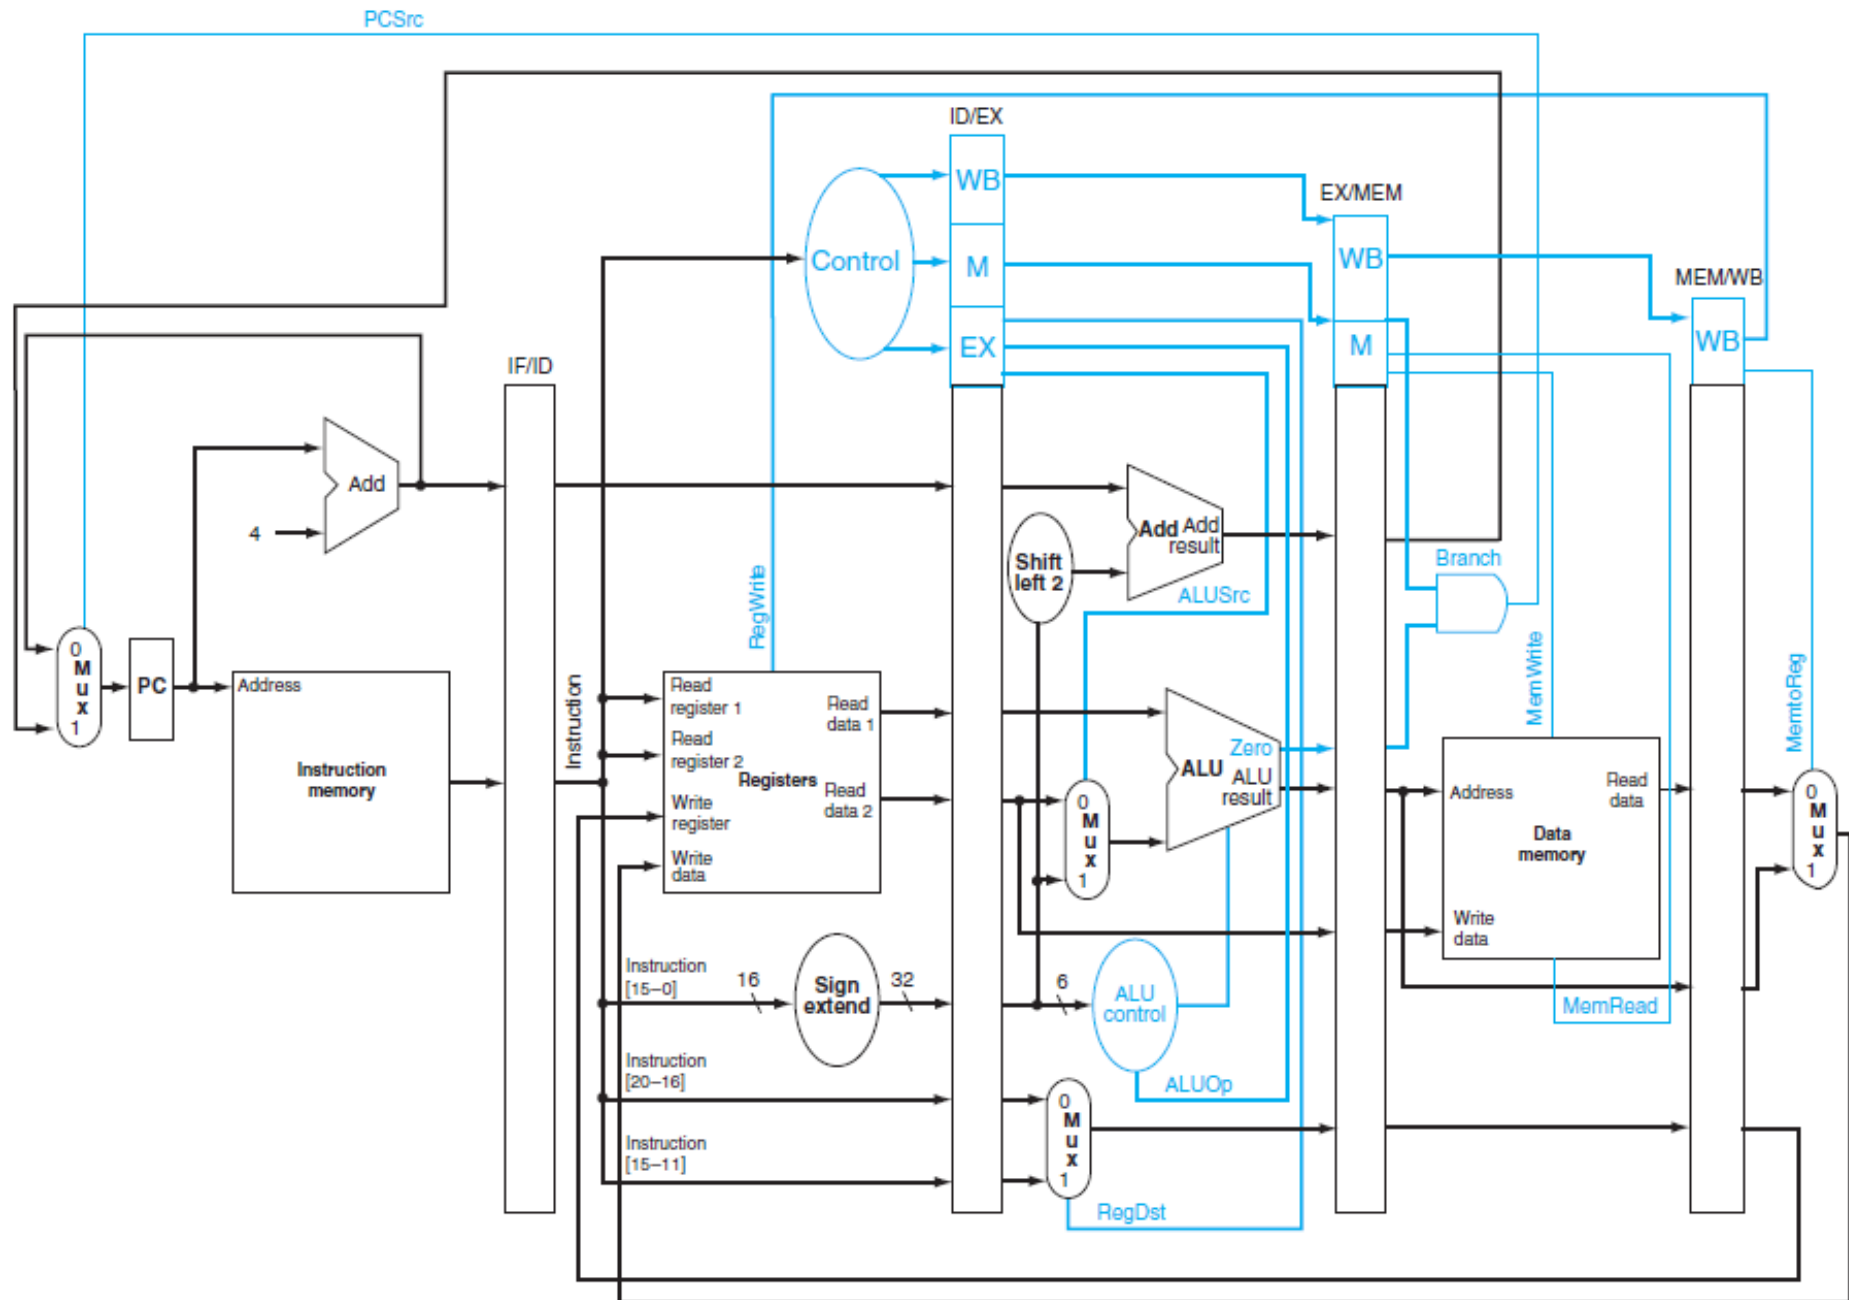 PCSrc
ID/EX
WB
EX/MEM
Control
M
WB
MEM/WB
EX
M
WB
IF/ID
Add
4
Add
Add
result
Shift
left 2
Branch
ALUSrc
RegWrite
MemWrite
MemtoReg
0
M
u
x
1
PC
Address
Instruction
memory
Instruction
Read
register 1
Read
register 2
Write
register
Write
data
Registers
Read
data 1
Read
data 2
0
M
u
x
1
Zero
ALU
ALU
result
Address
Read
data
Data
memory
Write
data
0
M
u
x
1
Instruction
[15–0]
16
Sign
extend
32
6
ALU
control
MemRead
Instruction
[20–16]
ALUOp
0
M
u
x
1
Instruction
[15–11]
RegDst